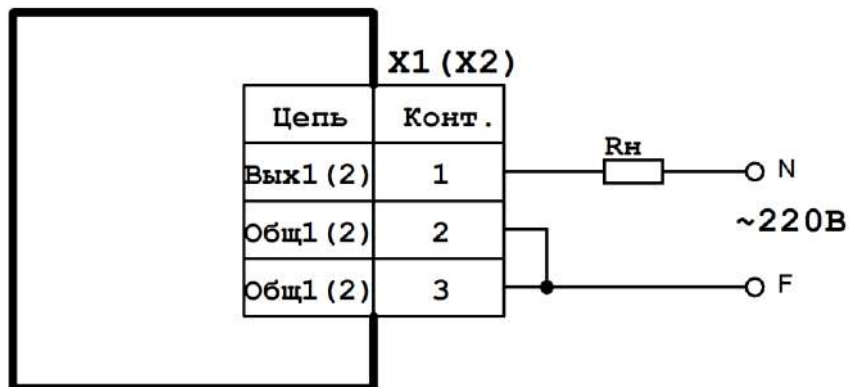 X1(X2)
Цепь Конт.
Вых1(2) 1
Rн
N
Общ1(2) 2
~220В
Общ1(2) 3
F